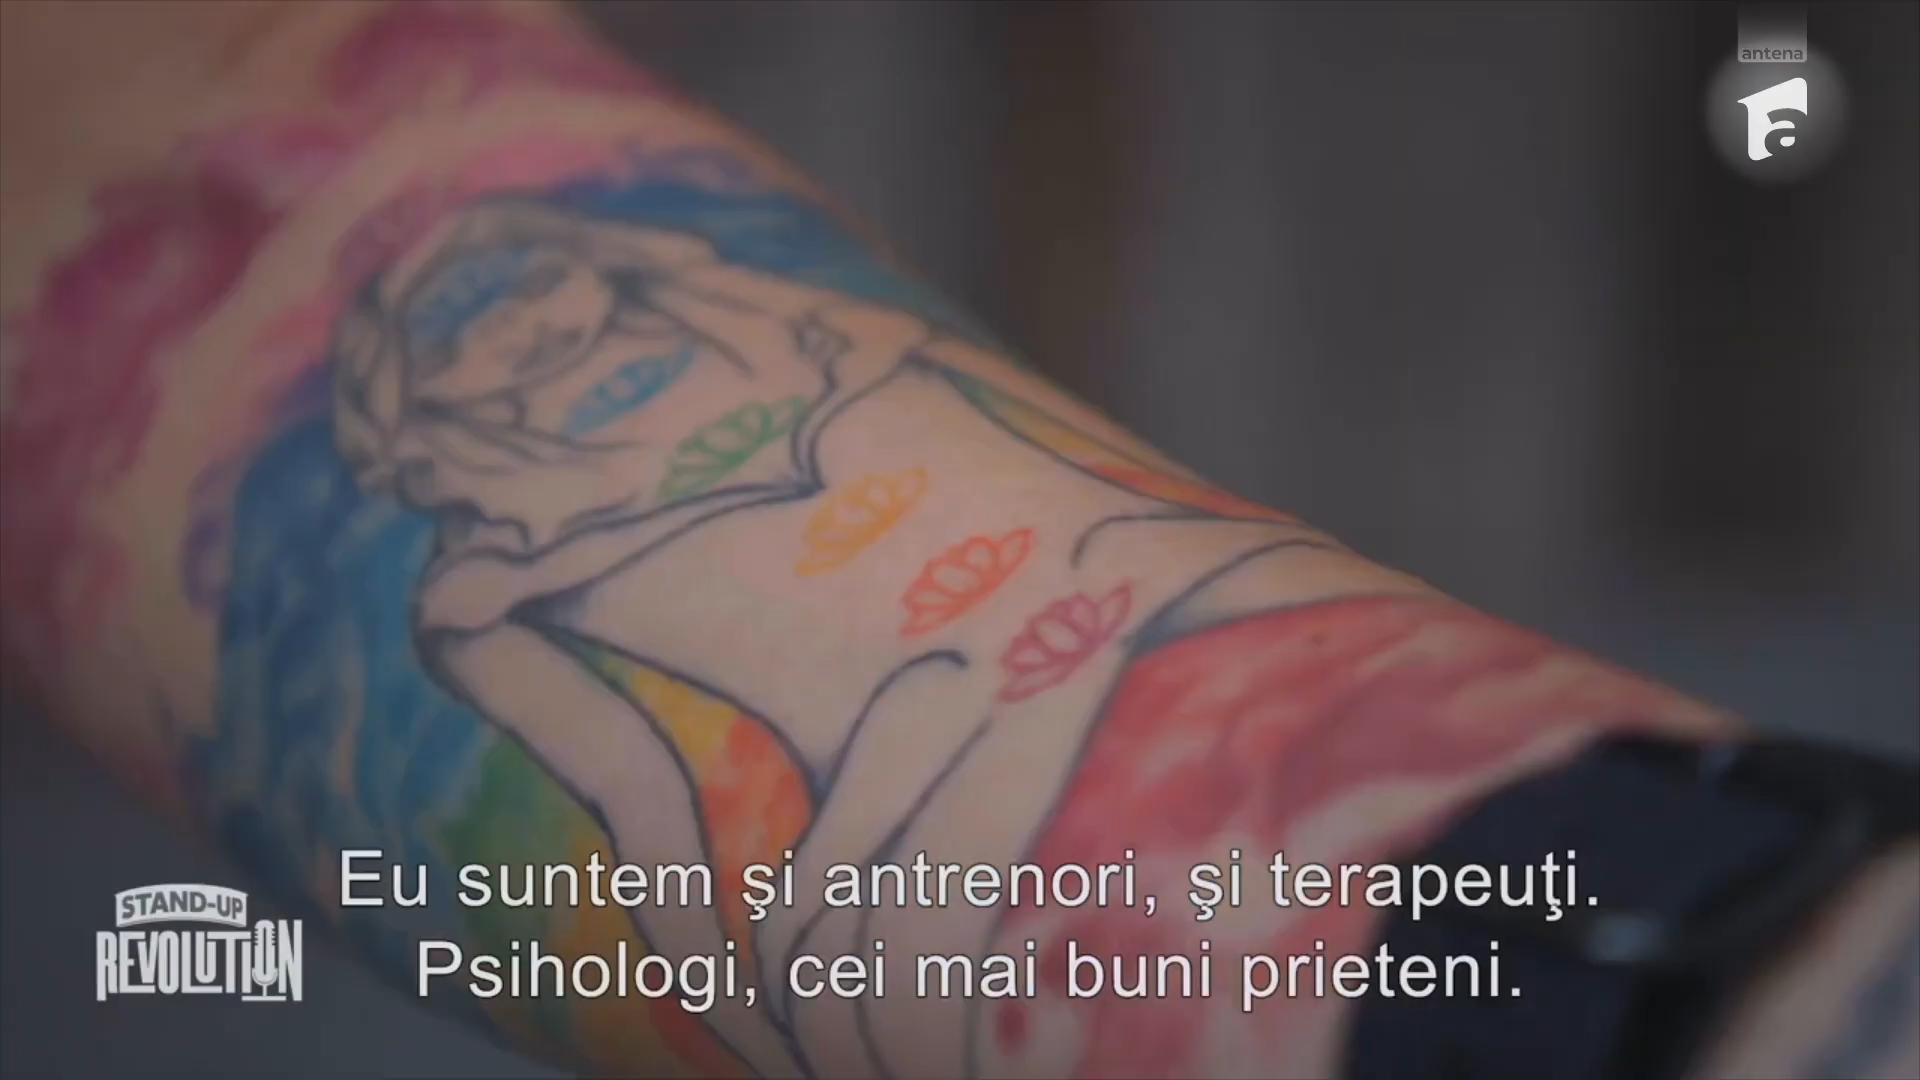 antena
a
Eu suntem şi antrenori, şi terapeuţi.
Psihologi, cei mai buni prieteni.
STAND-UP
REVOLUTION